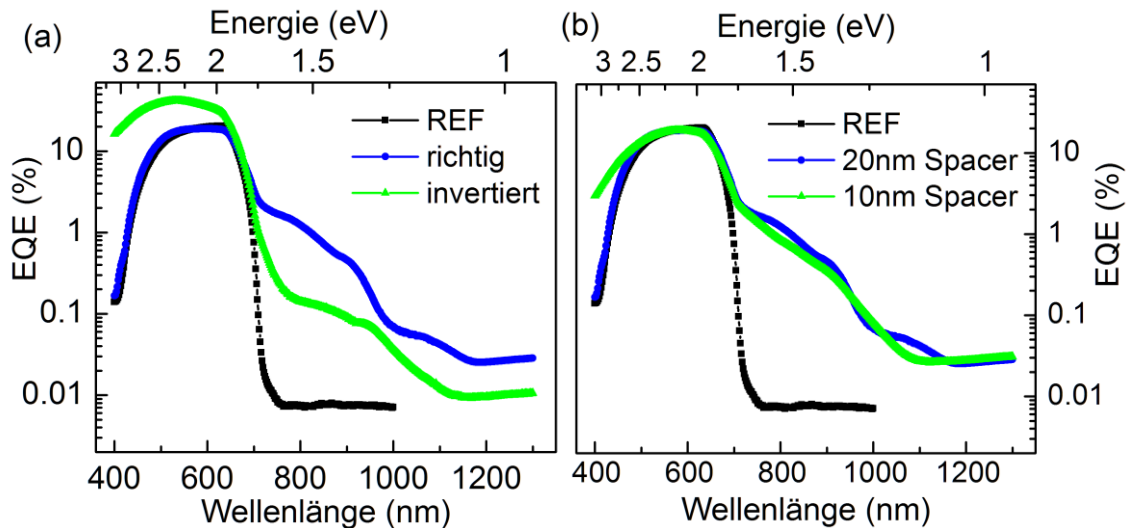 (a)
Energie (eV)
3 2.5 2 1.5 1
EQE (%)
10
1
0.1
0.01
REF
richtig
invertiert
400 600 800 1000 1200
Wellenlänge (nm)
(b)
Energie (eV)
3 2.5 2 1.5 1
REF
20nm Spacer
10nm Spacer
10
1
0.1
0.01
EQE (%)
400 600 800 1000 1200
Wellenlänge (nm)